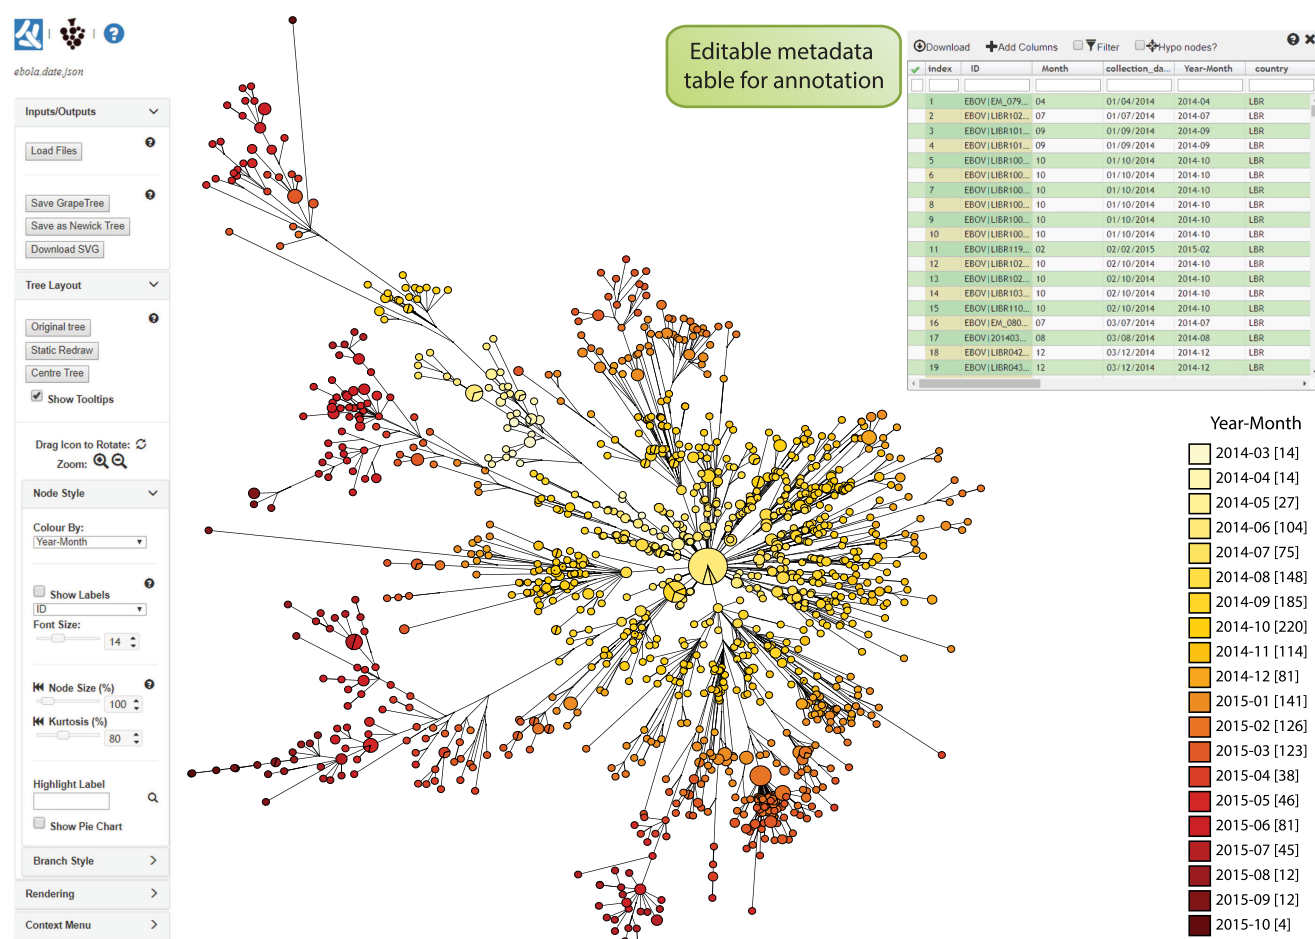 ebola.date.json
Inputs/Outputs
Load Files
Save GrapeTree
Save as Newick Tree
Download SVG
Tree Layout
Original tree
Static Redraw
Centre Tree
Show Tooltips
Drag Icon to Rotate:
Zoom:
Node Style
Colour By:
Year-Month
Show Labels
ID
Font Size:
14
Node Size (%)
100
Kurtosis (%)
80
Highlight Label
Show Pie Chart
Branch Style
Rendering
Context Menu
Editable metadata
table for annotation
Download Add Columns Filter Hypo nodes?
index ID Month collection_da... Year-Month country
1 EBOV|EM_079... 04 01/04/2014 2014-04 LBR
2 EBOV|LIBR102... 07 01/07/2014 2014-07 LBR
3 EBOV|LIBR101... 09 01/09/2014 2014-09 LBR
4 EBOV|LIBR101... 09 01/09/2014 2014-09 LBR
5 EBOV|LIBR100... 10 01/10/2014 2014-10 LBR
6 EBOV|LIBR100... 10 01/10/2014 2014-10 LBR
7 EBOV|LIBR100... 10 01/10/2014 2014-10 LBR
8 EBOV|LIBR100... 10 01/10/2014 2014-10 LBR
9 EBOV|LIBR100... 10 01/10/2014 2014-10 LBR
10 EBOV|LIBR100... 10 01/10/2014 2014-10 LBR
11 EBOV|LIBR119... 02 02/02/2015 2015-02 LBR
12 EBOV|LIBR102... 10 02/10/2014 2014-10 LBR
13 EBOV|LIBR102... 10 02/10/2014 2014-10 LBR
14 EBOV|LIBR103... 10 02/10/2014 2014-10 LBR
15 EBOV|LIBR110... 10 02/10/2014 2014-10 LBR
16 EBOV|EM_080... 07 03/07/2014 2014-07 LBR
17 EBOV|201403... 08 03/08/2014 2014-08 LBR
18 EBOV|LIBR042... 12 03/12/2014 2014-12 LBR
19 EBOV|LIBR043... 12 03/12/2014 2014-12 LBR
Year-Month
2014-03 [14]
2014-04 [14]
2014-05 [27]
2014-06 [104]
2014-07 [75]
2014-08 [148]
2014-09 [185]
2014-10 [220]
2014-11 [114]
2014-12 [81]
2015-01 [141]
2015-02 [126]
2015-03 [123]
2015-04 [38]
2015-05 [46]
2015-06 [81]
2015-07 [45]
2015-08 [12]
2015-09 [12]
2015-10 [4]